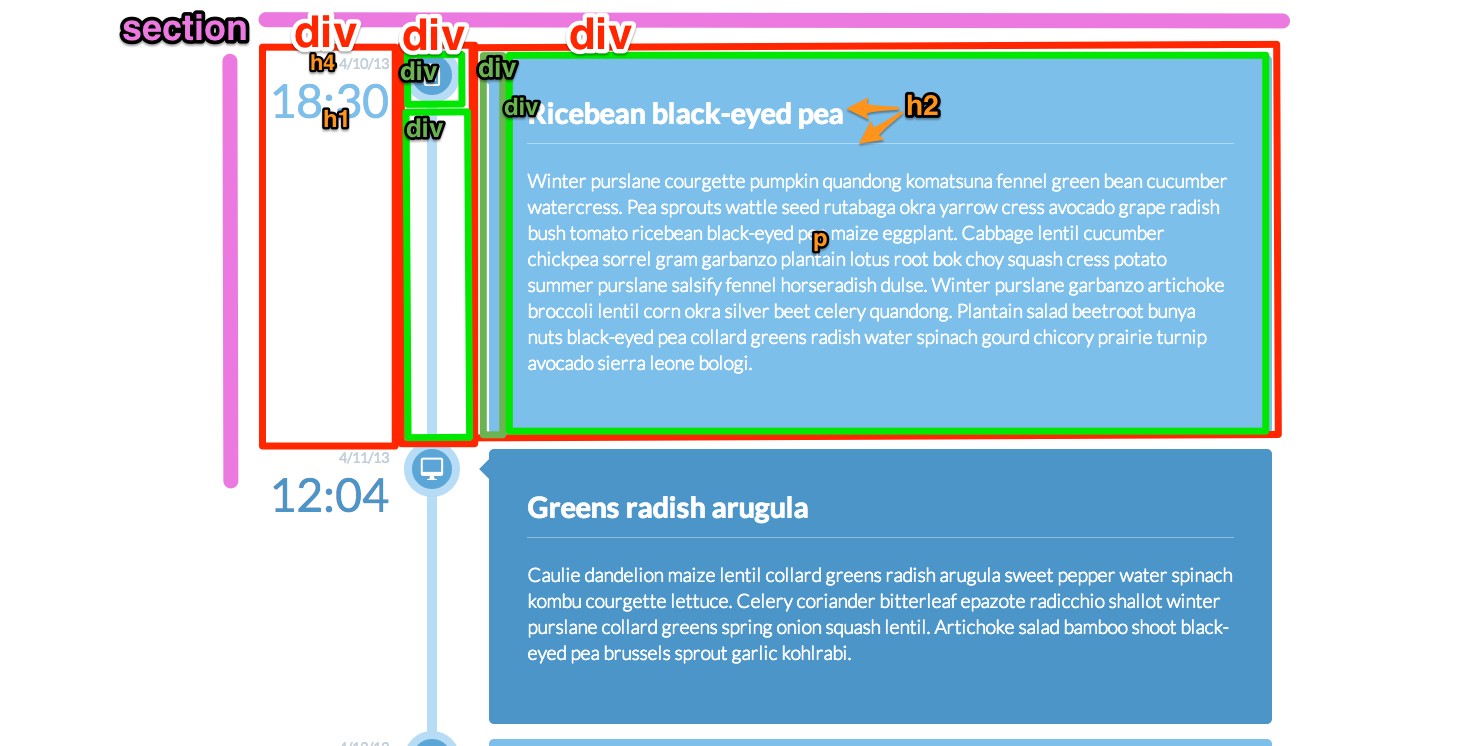 section
div div div
h4 4/10/13
div
div
18:30
h1
div
div
Ricebean black-eyed pea
h2
Winter purslane courgette pumpkin quandong komatsuna fennel green bean cucumber
watercress. Pea sprouts wattle seed rutabaga okra yarrow cress avocado grape radish
bush tomato ricebean black-eyed pea maize eggplant. Cabbage lentil cucumber
p
chickpea sorrel gram garbanzo plantain lotus root bok choy squash cress potato
summer purslane salsify fennel horseradish dulse. Winter purslane garbanzo artichoke
broccoli lentil corn okra silver beet celery quandong. Plantain salad beetroot bunya
nuts black-eyed pea collard greens radish water spinach gourd chicory prairie turnip
avocado sierra leone bologi.
4/11/13
12:04
Greens radish arugula
Caulie dandelion maize lentil collard greens radish arugula sweet pepper water spinach
kombu courgette lettuce. Celery coriander bitterleaf epazote radicchio shallot winter
purslane collard greens spring onion squash lentil. Artichoke salad bamboo shoot black-
eyed pea brussels sprout garlic kohlrabi.